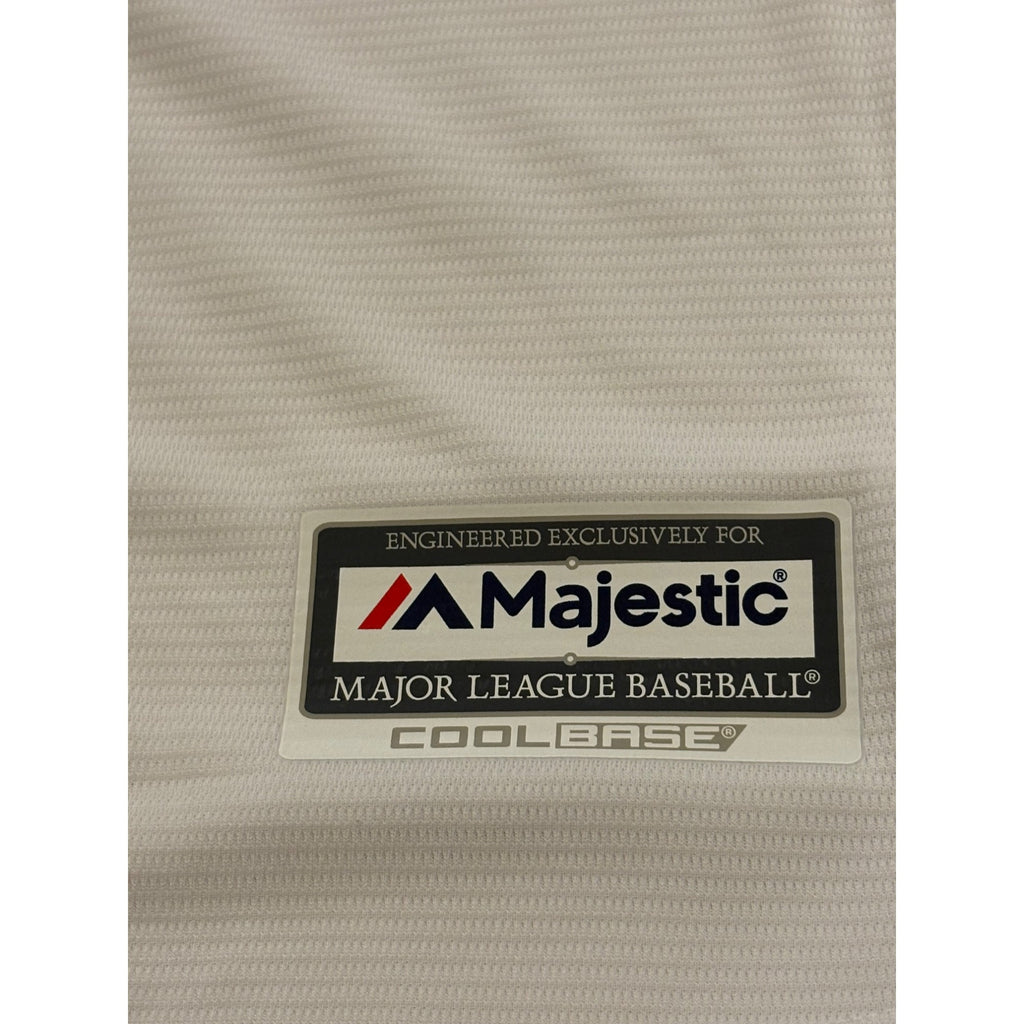 ENGINEERED EXCLUSIVELY FOR
Majestic®
MAJOR LEAGUE BASEBALL®
COOLBASE®